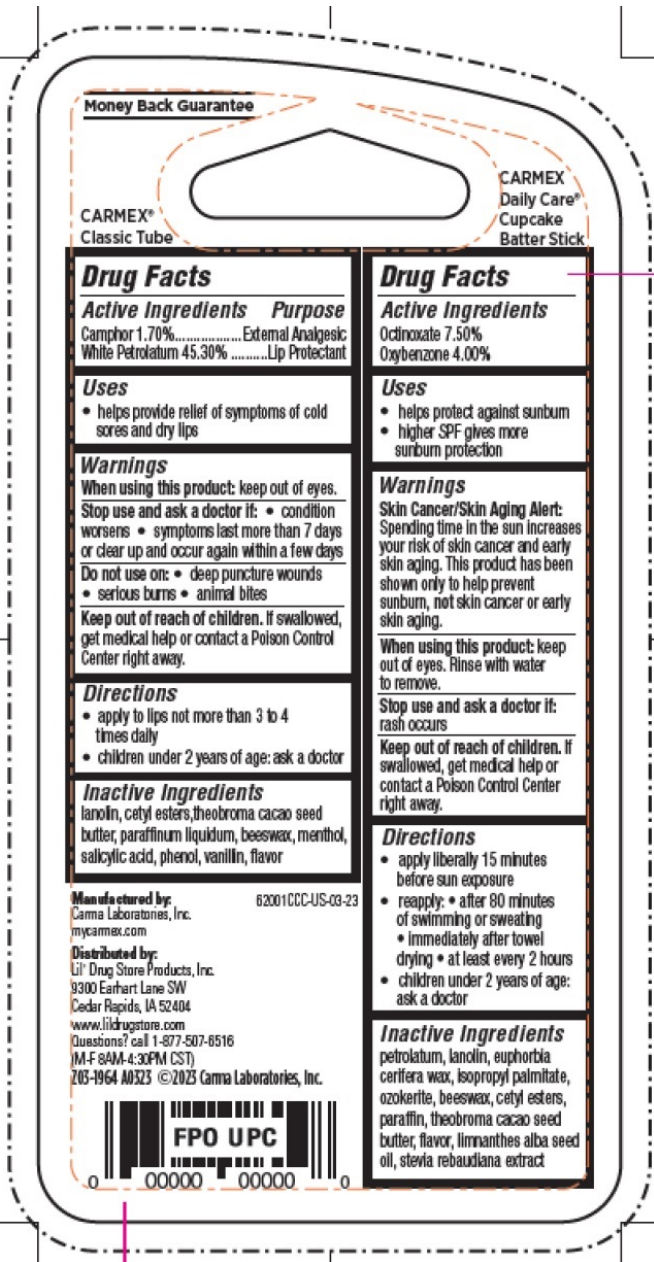 Money Back Guarantee
CARMEX®
Classic Tube
Drug Facts
Active Ingredients Purpose
Camphor 1.70%..................External Analgesic
White Petrolatum 45.30% ..........Lip Protectant
Uses
• helps provide relief of symptoms of cold
sores and dry lips
Warnings
When using this product: keep out of eyes.
Stop use and ask a doctor if: • condition
worsens • symptoms last more than 7 days
or clear up and occur again within a few days
Do not use on: • deep puncture wounds
• serious burns • animal bites
Keep out of reach of children. If swallowed,
get medical help or contact a Poison Control
Center right away.
Directions
• apply to lips not more than 3 to 4
times daily
• children under 2 years of age: ask a doctor
Inactive Ingredients
lanolin, cetyl esters,theobroma cacao seed
butter, paraffinum liquidum, beeswax, menthol,
salicylic acid, phenol, vanillin, flavor
Manufactured by: 62001CCC-US-03-23
Carma Laboratories, Inc.
mycarmex.com
Distributed by:
Lil' Drug Store Products, Inc.
9300 Earhart Lane SW
Cedar Rapids, IA 52404
www.lildrugstore.com
Questions? call 1-877-507-6516
(M-F 8AM-4:30PM CST)
Z03-1964 A0323 ©2023 Carma Laboratories, Inc.
FPO UPC
0 00000 00000 0
CARMEX
Daily Care®
Cupcake
Batter Stick
Drug Facts
Active Ingredients
Octinoxate 7.50%
Oxybenzone 4.00%
Uses
• helps protect against sunburn
• higher SPF gives more
sunburn protection
Warnings
Skin Cancer/Skin Aging Alert:
Spending time in the sun increases
your risk of skin cancer and early
skin aging. This product has been
shown only to help prevent
sunburn, not skin cancer or early
skin aging.
When using this product: keep
out of eyes. Rinse with water
to remove.
Stop use and ask a doctor if:
rash occurs
Keep out of reach of children. If
swallowed, get medical help or
contact a Poison Control Center
right away.
Directions
• apply liberally 15 minutes
before sun exposure
• reapply: • after 80 minutes
of swimming or sweating
• immediately after towel
drying • at least every 2 hours
• children under 2 years of age:
ask a doctor
Inactive Ingredients
petrolatum, lanolin, euphorbia
cerifera wax, isopropyl palmitate,
ozokerite, beeswax, cetyl esters,
paraffin, theobroma cacao seed
butter, flavor, limnanthes alba seed
oil, stevia rebaudiana extract